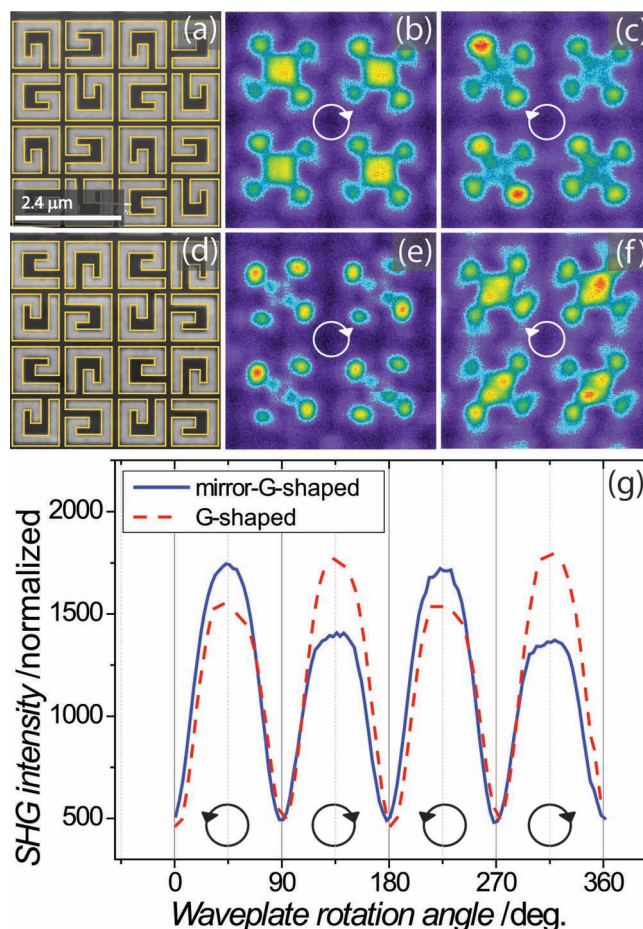 (a)
(b)
(c)
2.4 μm
(d)
(e)
(f)
(g)
mirror-G-shaped
G-shaped
2000
1500
1000
500
SHG intensity /normalized
0 90 180 270 360
Waveplate rotation angle /deg.